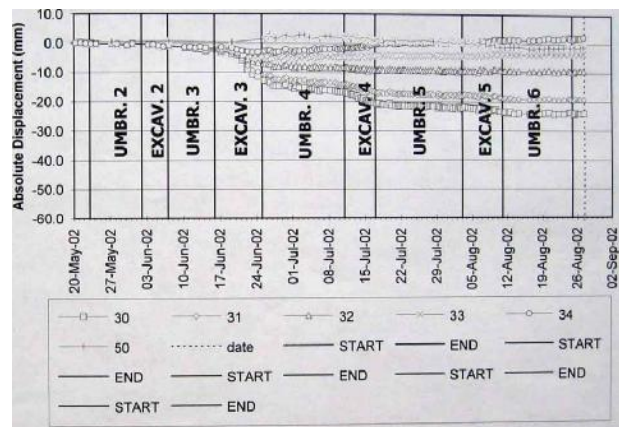 10.0
0.0
-10.0
-20.0
-30.0
-40.0
-50.0
-60.0
Absolute Displacement (mm)
UMBR. 2
EXCAV. 2
UMBR. 3
EXCAV. 3
UMBR. 4
EXCAV. 4
UMBR. 5
EXCAV. 5
UMBR. 6
20-May-02
27-May-02
03-Jun-02
10-Jun-02
17-Jun-02
24-Jun-02
01-Jul-02
08-Jul-02
15-Jul-02
22-Jul-02
29-Jul-02
05-Aug-02
12-Aug-02
19-Aug-02
26-Aug-02
02-Sep-02
30 31 32 33 34
50 date START END START
END START END START END
START END